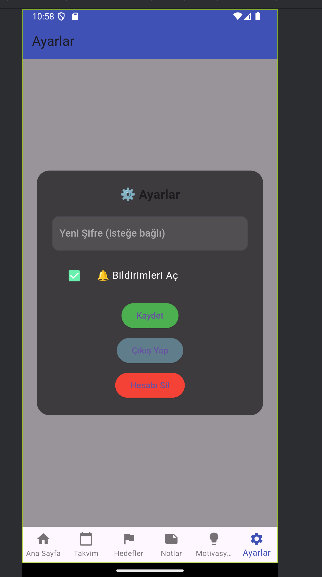 10:58
Ayarlar
⚙️ Ayarlar
Yeni Şifre (isteğe bağlı)
🔔 Bildirimleri Aç
Kaydet
Çıkış Yap
Hesabı Sil
Ana Sayfa Takvim Hedefler Notlar Motivasy... Ayarlar